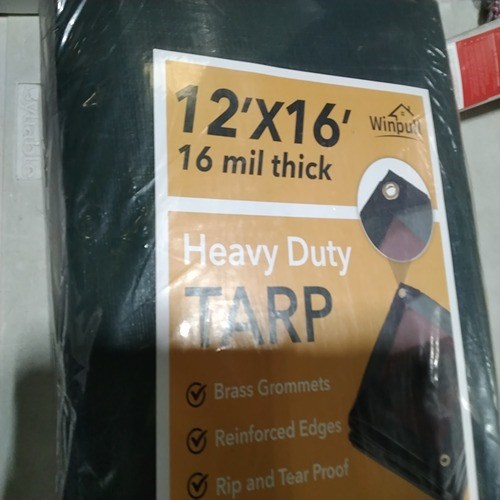 12'X16'
16 mil thick
Winpull
Heavy Duty
TARP
Brass Grommets
Reinforced Edges
Rip and Tear Proof